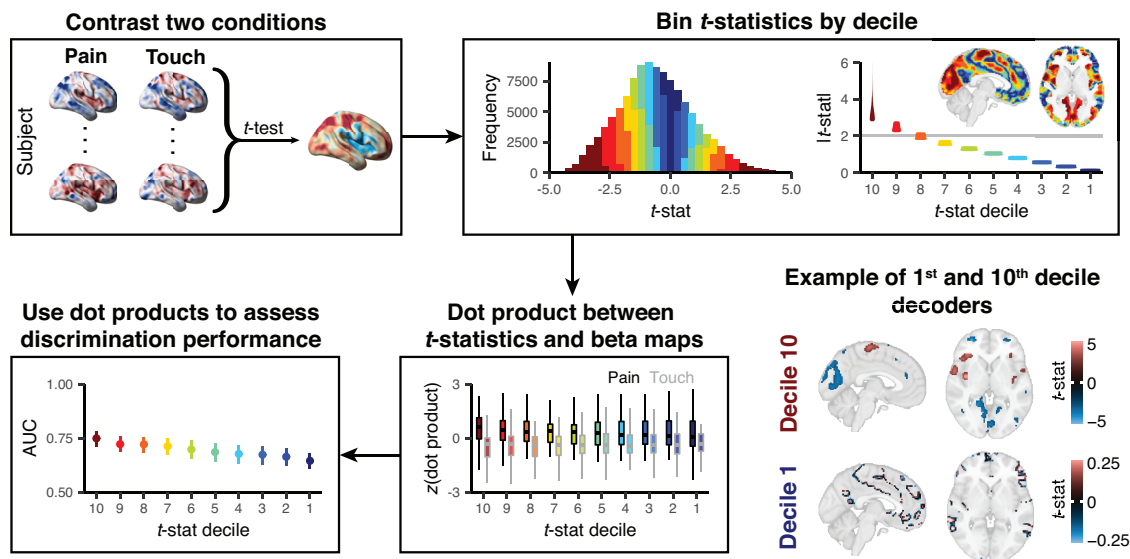 Contrast two conditions
Pain
Touch
Subject
t-test
Bin t-statistics by decile
Frequency
7500
5000
2500
0
-5.0
-2.5
0.0
2.5
5.0
t-stat
|t-stat|
6
4
2
0
10 9 8 7 6 5 4 3 2 1
t-stat decile
Use dot products to assess
discrimination performance
AUC
1.00
0.75
0.50
10 9 8 7 6 5 4 3 2 1
t-stat decile
Dot product between
t-statistics and beta maps
Pain Touch
z(dot product)
3
0
-3
10 9 8 7 6 5 4 3 2 1
t-stat decile
Example of 1st and 10th decile
decoders
Decile 10
5
0
−5
t-stat
Decile 1
0.25
0
−0.25
t-stat